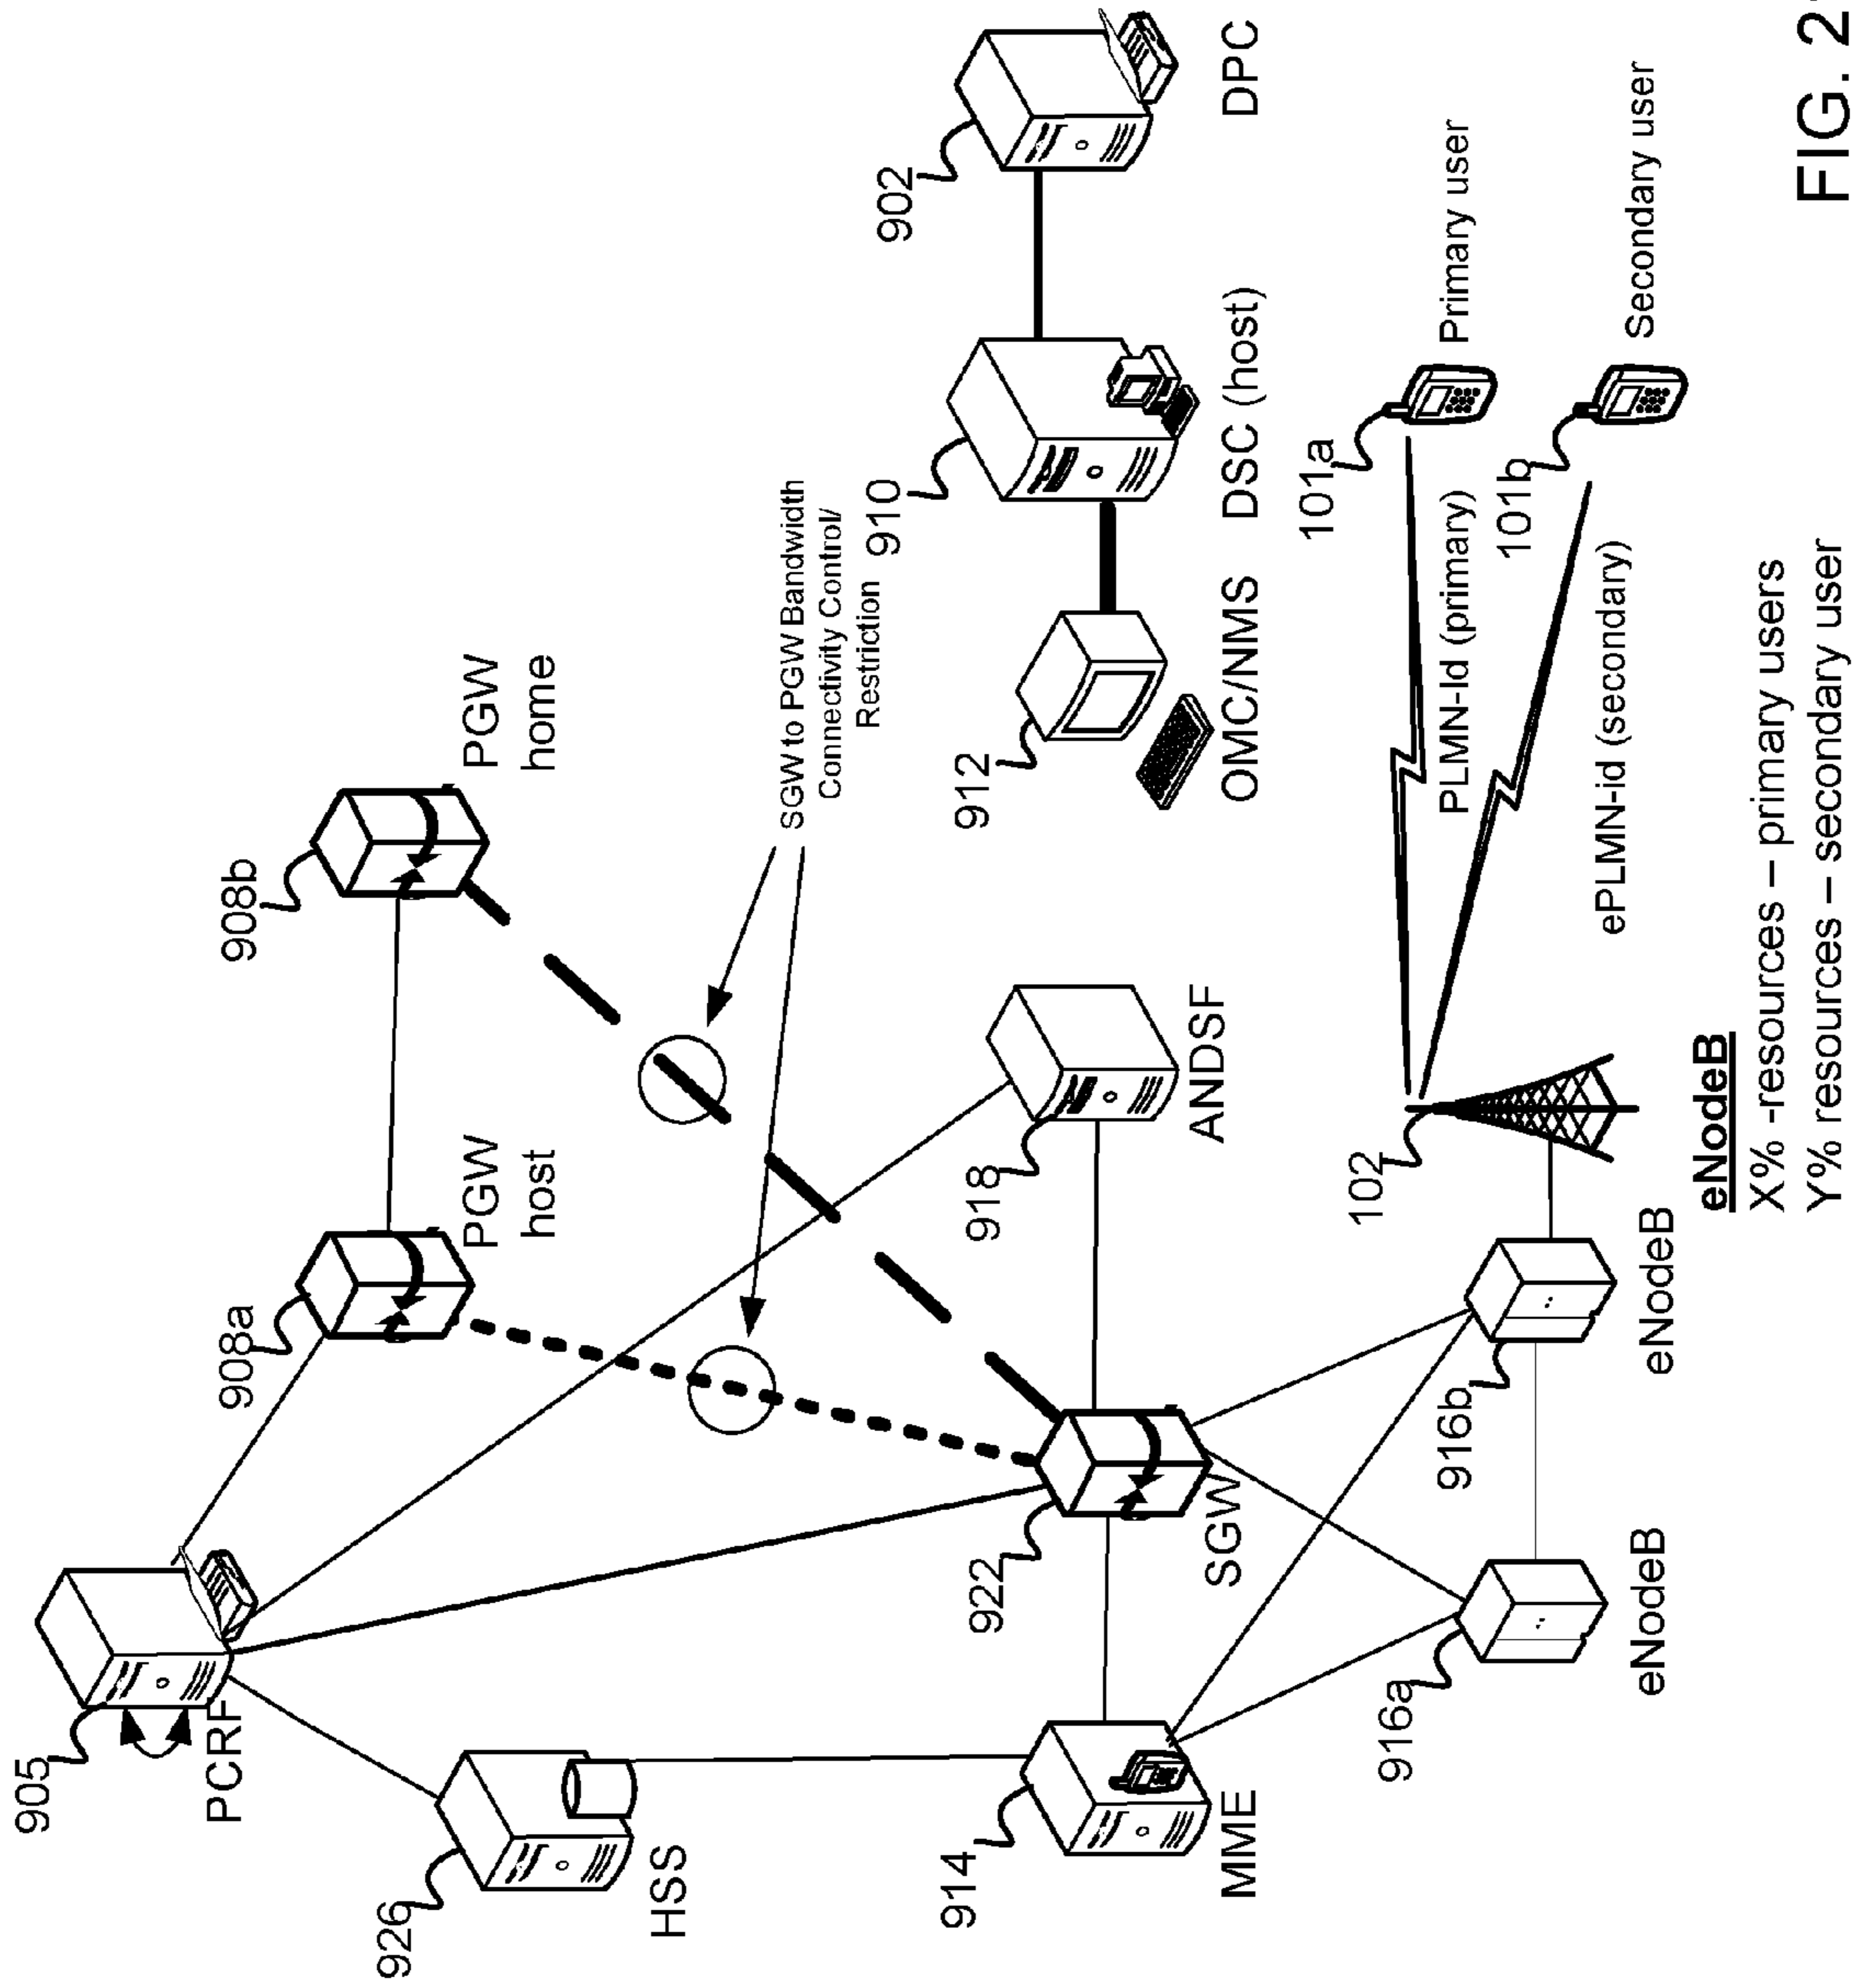 905
PCRF
926
HSS
908a
PGW
host
908b
PGW
home
SGW to PGW Bandwidth
Connectivity Control/
Restriction
914
MME
922
SGW
918
ANDSF
912
OMC/NMS
910
DSC (host)
902
DPC
916a
eNodeB
916b
eNodeB
102
eNodeB
X% -resources – primary users
Y% resources – secondary user
PLMN-Id (primary)
ePLMN-id (secondary)
101a
Primary user
101b
Secondary user